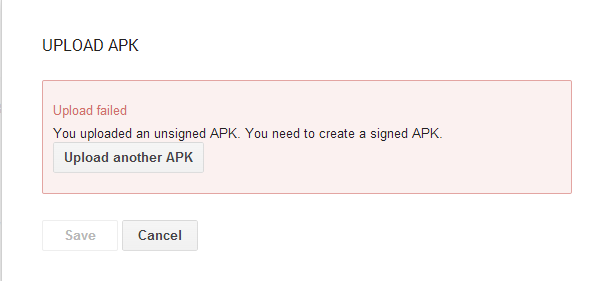 UPLOAD APK
Upload failed
You uploaded an unsigned APK. You need to create a signed APK.
Upload another APK
Save Cancel